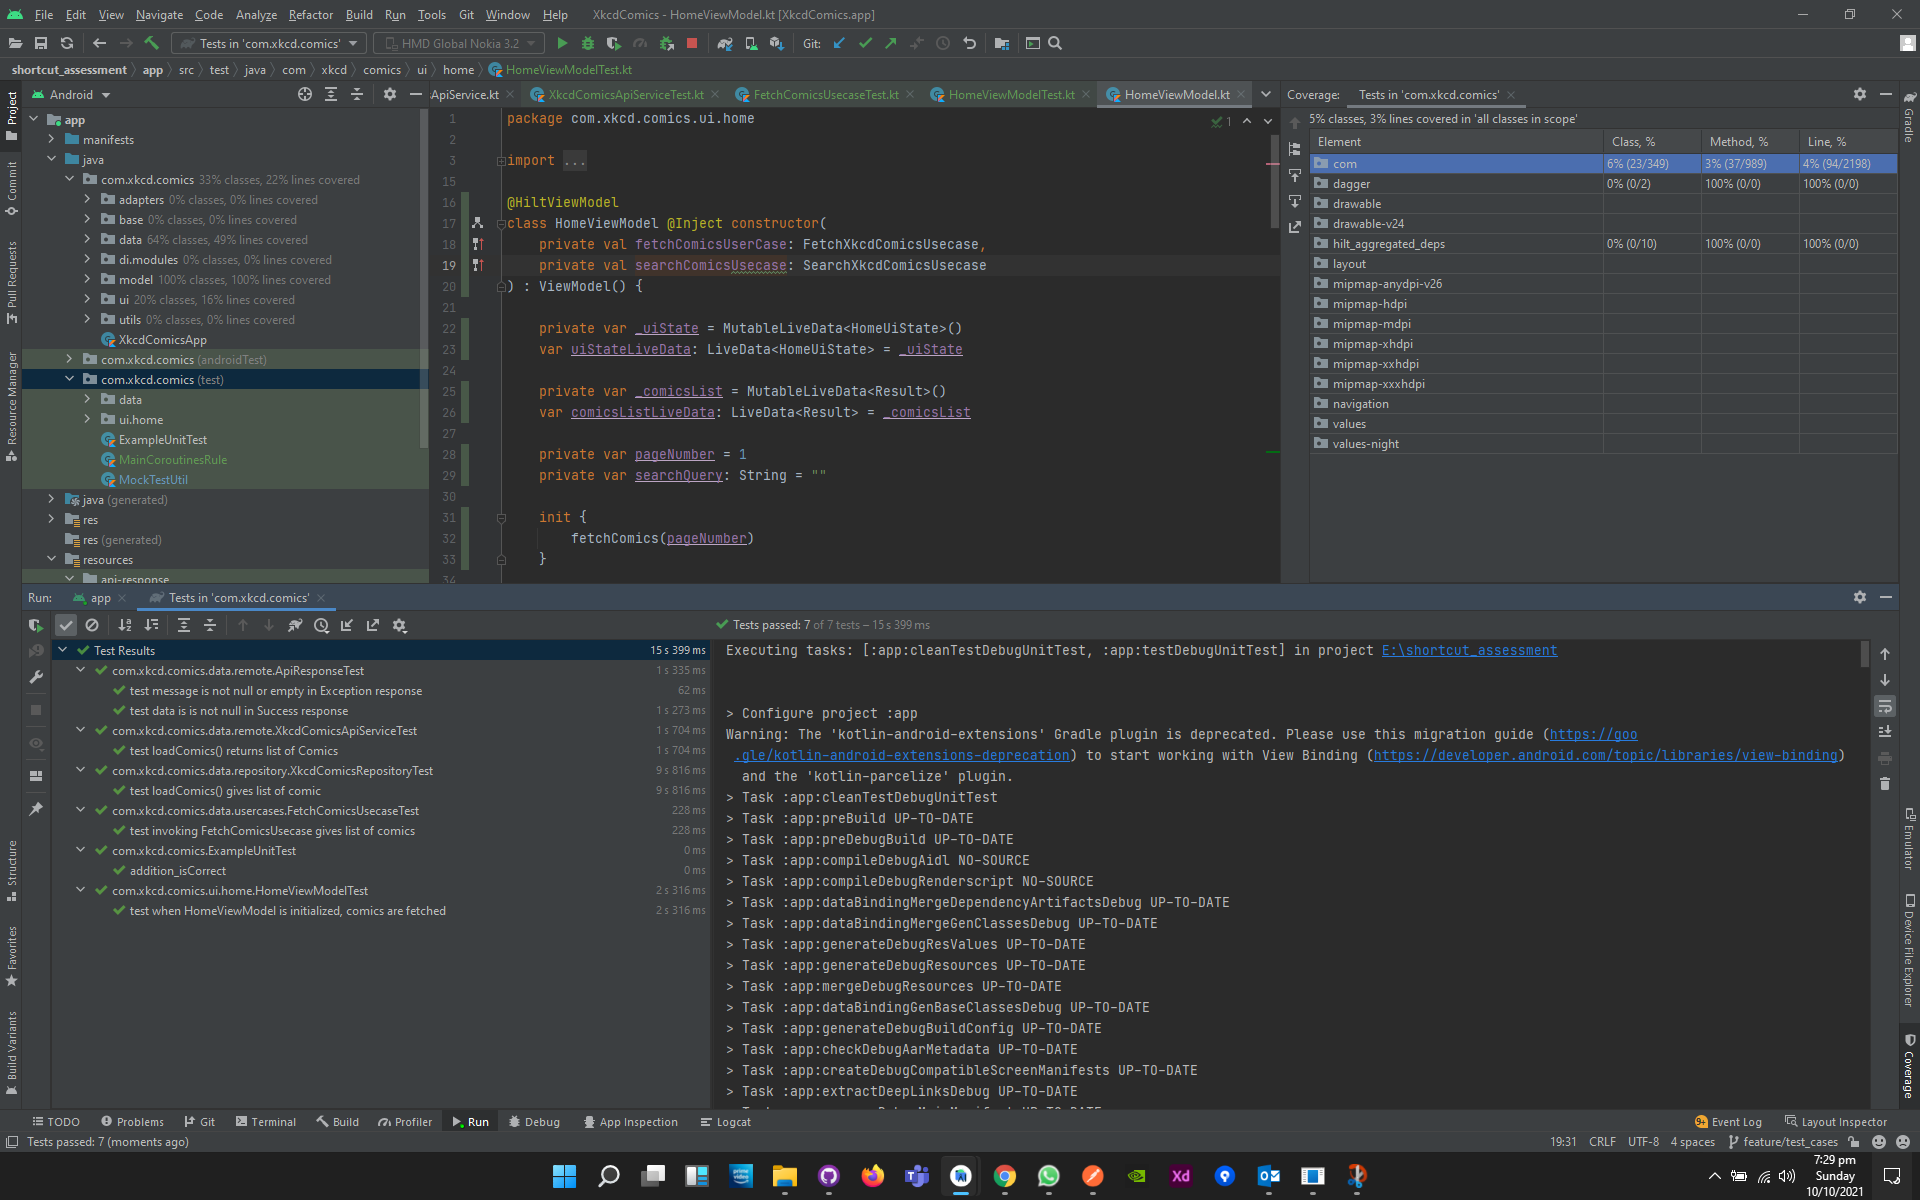 File Edit View Navigate Code Analyze Refactor Build Run Tools Git Window Help XkcdComics - HomeViewModel.kt [XkcdComics.app]
Tests in 'com.xkcd.comics' HMD Global Nokia 3.2 Git:
shortcut_assessment app src test java com xkcd comics ui home HomeViewModelTest.kt
Project
Commit
Pull Requests
Resource Manager
Structure
Favorites
Build Variants
Android
app
manifests
java
com.xkcd.comics 33% classes, 22% lines covered
adapters 0% classes, 0% lines covered
base 0% classes, 0% lines covered
data 64% classes, 49% lines covered
di.modules 0% classes, 0% lines covered
model 100% classes, 100% lines covered
ui 20% classes, 16% lines covered
utils 0% classes, 0% lines covered
XkcdComicsApp
com.xkcd.comics (androidTest)
com.xkcd.comics (test)
data
ui.home
ExampleUnitTest
MainCoroutinesRule
MockTestUtil
java (generated)
res
res (generated)
resources
api-response
ApiService.kt XkcdComicsApiServiceTest.kt FetchComicsUsecaseTest.kt HomeViewModelTest.kt HomeViewModel.kt
1 package com.xkcd.comics.ui.home 1
2
3 import ...
15
16 @HiltViewModel
17 class HomeViewModel @Inject constructor(
18 private val fetchComicsUserCase: FetchXkcdComicsUsecase,
19 private val searchComicsUsecase: SearchXkcdComicsUsecase
20 ) : ViewModel() {
21
22 private var _uiState = MutableLiveData<HomeUiState>()
23 var uiStateLiveData: LiveData<HomeUiState> = _uiState
24
25 private var _comicsList = MutableLiveData<Result>()
26 var comicsListLiveData: LiveData<Result> = _comicsList
27
28 private var pageNumber = 1
29 private var searchQuery: String = ""
30
31 init {
32 fetchComics(pageNumber)
33 }
34
Coverage: Tests in 'com.xkcd.comics'
5% classes, 3% lines covered in 'all classes in scope'
Element Class, % Method, % Line, %
com 6% (23/349) 3% (37/989) 4% (94/2198)
dagger 0% (0/2) 100% (0/0) 100% (0/0)
drawable
drawable-v24
hilt_aggregated_deps 0% (0/10) 100% (0/0) 100% (0/0)
layout
mipmap-anydpi-v26
mipmap-hdpi
mipmap-mdpi
mipmap-xhdpi
mipmap-xxhdpi
mipmap-xxxhdpi
navigation
values
values-night
Gradle
Emulator
Device File Explorer
Coverage
Run: app Tests in 'com.xkcd.comics'
Tests passed: 7 of 7 tests – 15 s 399 ms
Test Results 15 s 399 ms
com.xkcd.comics.data.remote.ApiResponseTest 1 s 335 ms
test message is not null or empty in Exception response 62 ms
test data is is not null in Success response 1 s 273 ms
com.xkcd.comics.data.remote.XkcdComicsApiServiceTest 1 s 704 ms
test loadComics() returns list of Comics 1 s 704 ms
com.xkcd.comics.data.repository.XkcdComicsRepositoryTest 9 s 816 ms
test loadComics() gives list of comic 9 s 816 ms
com.xkcd.comics.data.usercases.FetchComicsUsecaseTest 228 ms
test invoking FetchComicsUsecase gives list of comics 228 ms
com.xkcd.comics.ExampleUnitTest 0 ms
addition_isCorrect 0 ms
com.xkcd.comics.ui.home.HomeViewModelTest 2 s 316 ms
test when HomeViewModel is initialized, comics are fetched 2 s 316 ms
Executing tasks: [:app:cleanTestDebugUnitTest, :app:testDebugUnitTest] in project E:\shortcut_assessment
> Configure project :app
Warning: The 'kotlin-android-extensions' Gradle plugin is deprecated. Please use this migration guide (https://goo
.gle/kotlin-android-extensions-deprecation) to start working with View Binding (https://developer.android.com/topic/libraries/view-binding)
and the 'kotlin-parcelize' plugin.
> Task :app:cleanTestDebugUnitTest
> Task :app:preBuild UP-TO-DATE
> Task :app:preDebugBuild UP-TO-DATE
> Task :app:compileDebugAidl NO-SOURCE
> Task :app:compileDebugRenderscript NO-SOURCE
> Task :app:dataBindingMergeDependencyArtifactsDebug UP-TO-DATE
> Task :app:dataBindingMergeGenClassesDebug UP-TO-DATE
> Task :app:generateDebugResValues UP-TO-DATE
> Task :app:generateDebugResources UP-TO-DATE
> Task :app:mergeDebugResources UP-TO-DATE
> Task :app:dataBindingGenBaseClassesDebug UP-TO-DATE
> Task :app:generateDebugBuildConfig UP-TO-DATE
> Task :app:checkDebugAarMetadata UP-TO-DATE
> Task :app:createDebugCompatibleScreenManifests UP-TO-DATE
> Task :app:extractDeepLinksDebug UP-TO-DATE
TODO Problems Git Terminal Build Profiler Run Debug App Inspection Logcat Event Log Layout Inspector
Tests passed: 7 (moments ago) 19:31 CRLF UTF-8 4 spaces feature/test_cases
prime video Xd
7:29 pm
Sunday
10/10/2021